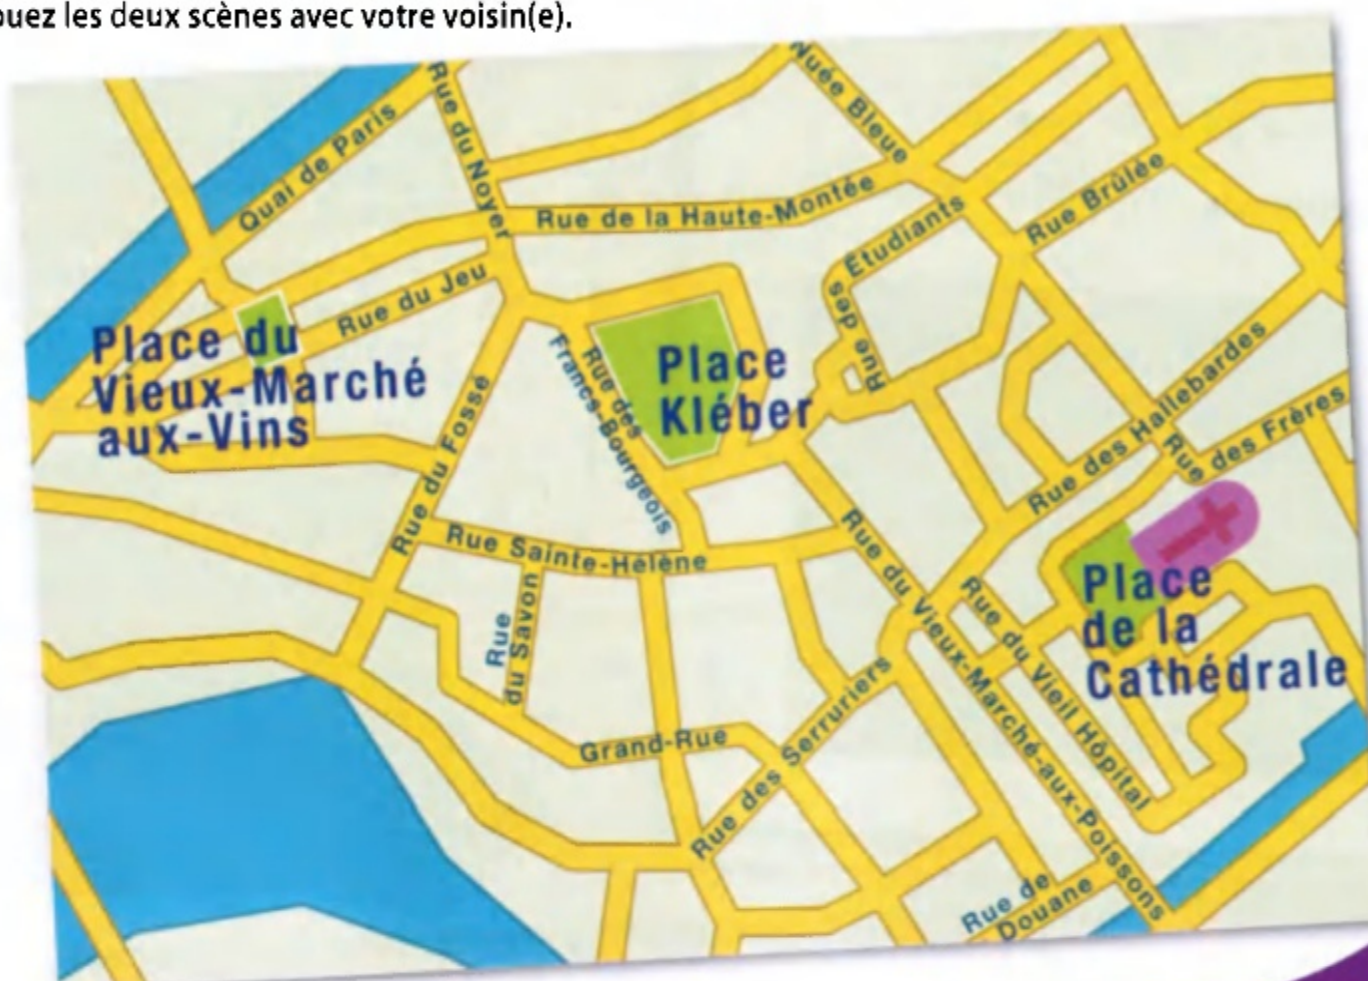 ouez les deux scènes avec votre voisin(e).
Quai de Paris
Rue du Noyer
Nuée Bleue
Rue de la Haute-Montée
Rue Brûlée
Rue des
Etudiants
Rue du Jeu
Place du
Vieux-Marché
aux-Vins
Rue du Fossé
Rue des
Francs-Bourgeois
Place
Kléber
Rue des Hallebardes
Rue des Frères
Rue Sainte-Hélène
Rue
du Savon
Rue du Vieux-Marché-aux-Poissons
Rue du Vieil Hôpital
Place
de la
Cathédrale
Grand-Rue
Rue des Serruriers
Rue de
Douane